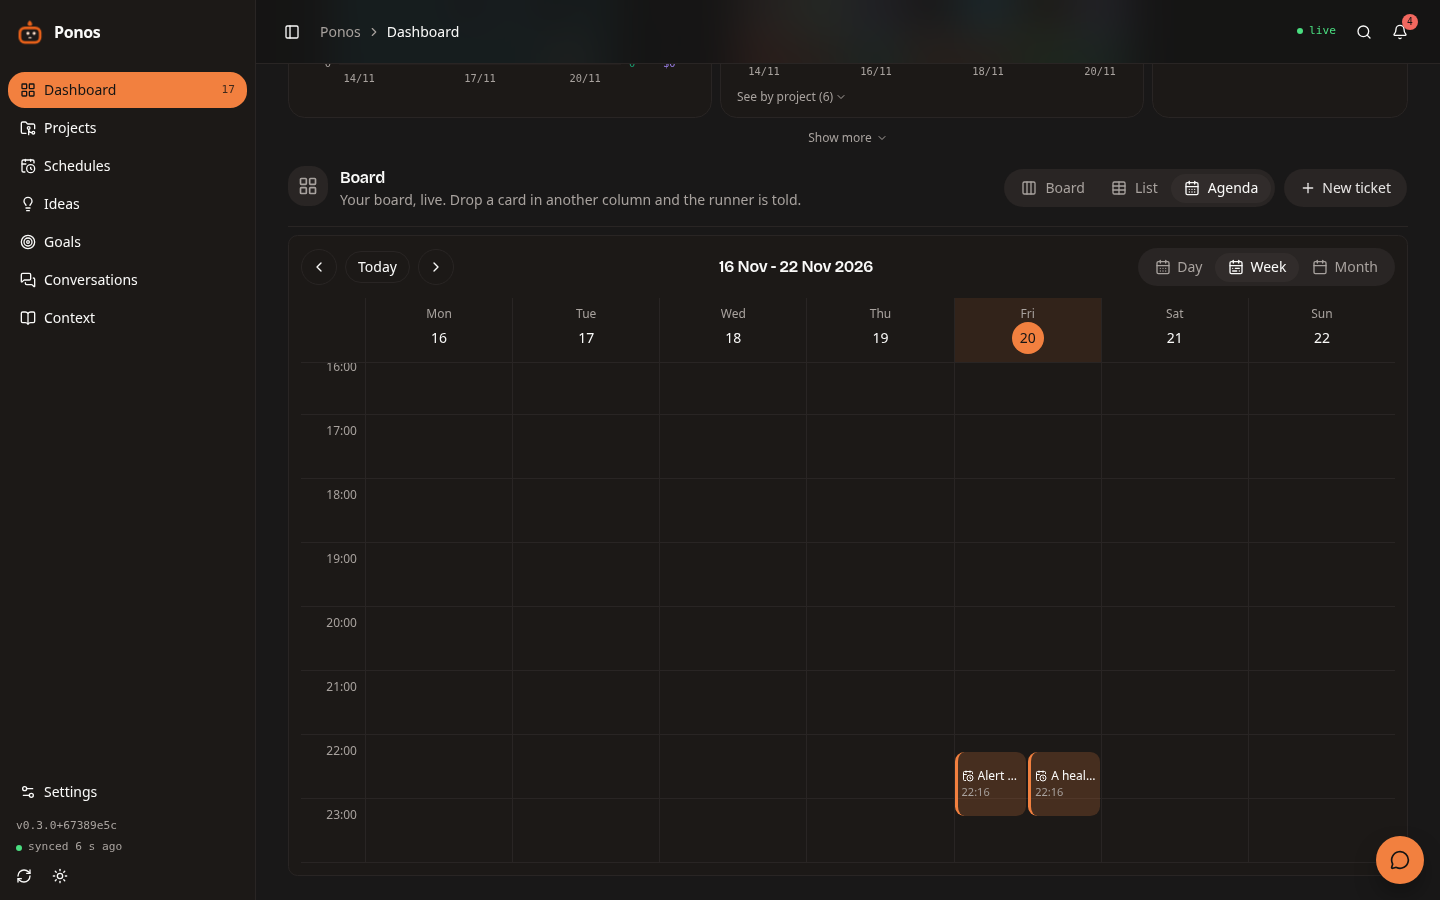 Ponos
Ponos > Dashboard
live
4
Dashboard 17
Projects
Schedules
Ideas
Goals
Conversations
Context
Settings
v0.3.0+67389e5c
synced 6 s ago
14/11 17/11 20/11
14/11 16/11 18/11 20/11
See by project (6)
Show more
Board
Your board, live. Drop a card in another column and the runner is told.
Board List Agenda
New ticket
Today
16 Nov - 22 Nov 2026
Day Week Month
Mon Tue Wed Thu Fri Sat Sun
16 17 18 19 20 21 22
16:00
17:00
18:00
19:00
20:00
21:00
22:00
Alert ... A heal...
22:16 22:16
23:00